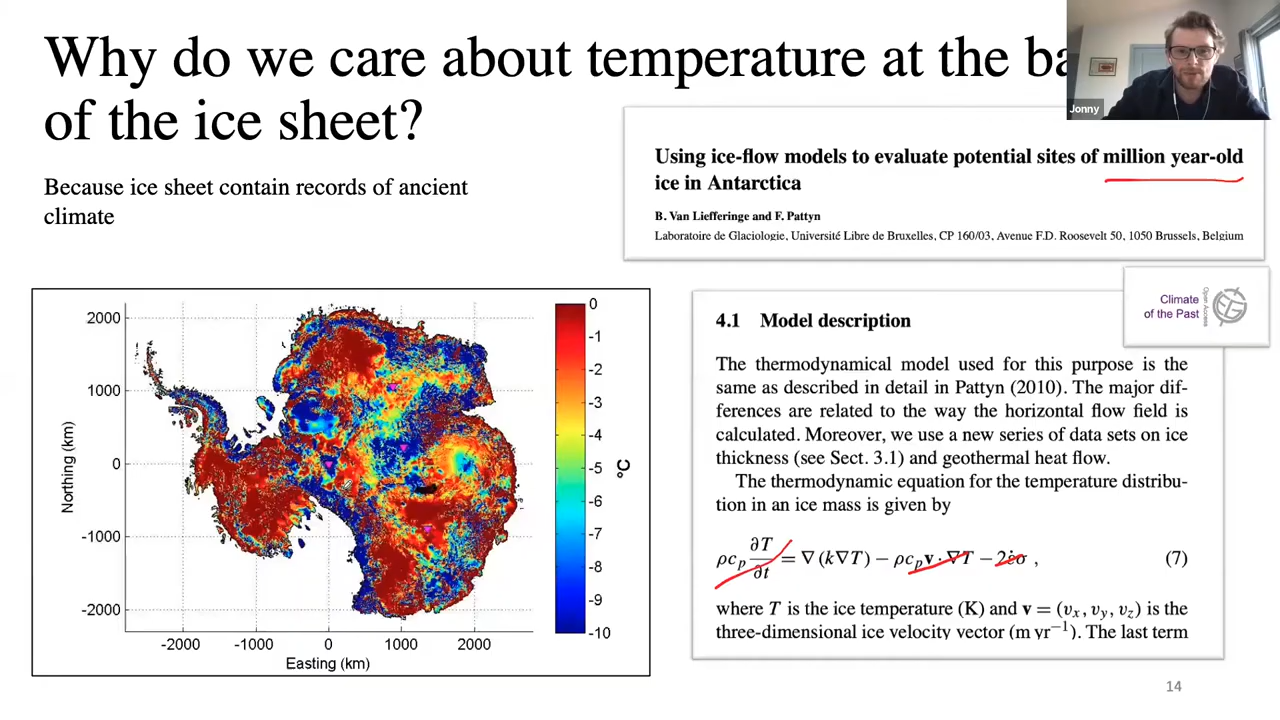 Why do we care about temperature at the ba
of the ice sheet?
Jonny
Because ice sheet contain records of ancient
climate
Using ice-flow models to evaluate potential sites of million year-old
ice in Antarctica
B. Van Liefferinge and F. Pattyn
Laboratoire de Glaciologie, Université Libre de Bruxelles, CP 160/03, Avenue F.D. Roosevelt 50, 1050 Brussels, Belgium
Climate
of the Past
Open Access
Northing (km)
2000
1000
0
-1000
-2000
-2000 -1000 0 1000 2000
Easting (km)
0
-1
-2
-3
-4
-5
-6
-7
-8
-9
-10
°C
4.1 Model description
The thermodynamical model used for this purpose is the
same as described in detail in Pattyn (2010). The major dif-
ferences are related to the way the horizontal flow field is
calculated. Moreover, we use a new series of data sets on ice
thickness (see Sect. 3.1) and geothermal heat flow.
The thermodynamic equation for the temperature distribu-
tion in an ice mass is given by
ρc_p ∂T/∂t = ∇(k∇T) − ρc_p v · ∇T − 2ε̇σ , (7)
where T is the ice temperature (K) and v = (v_x, v_y, v_z) is the
three-dimensional ice velocity vector (m yr⁻¹). The last term
14